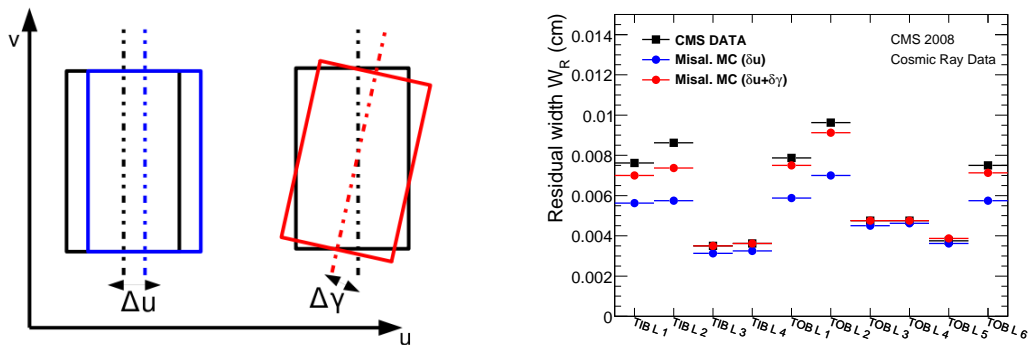 v
Δu
Δγ
u
Residual width W_R (cm)
0.014
0.012
0.01
0.008
0.006
0.004
0.002
0
CMS DATA
Misal. MC (δu)
Misal. MC (δu+δγ)
CMS 2008
Cosmic Ray Data
TIB L 1
TIB L 2
TIB L 3
TIB L 4
TOB L 1
TOB L 2
TOB L 3
TOB L 4
TOB L 5
TOB L 6